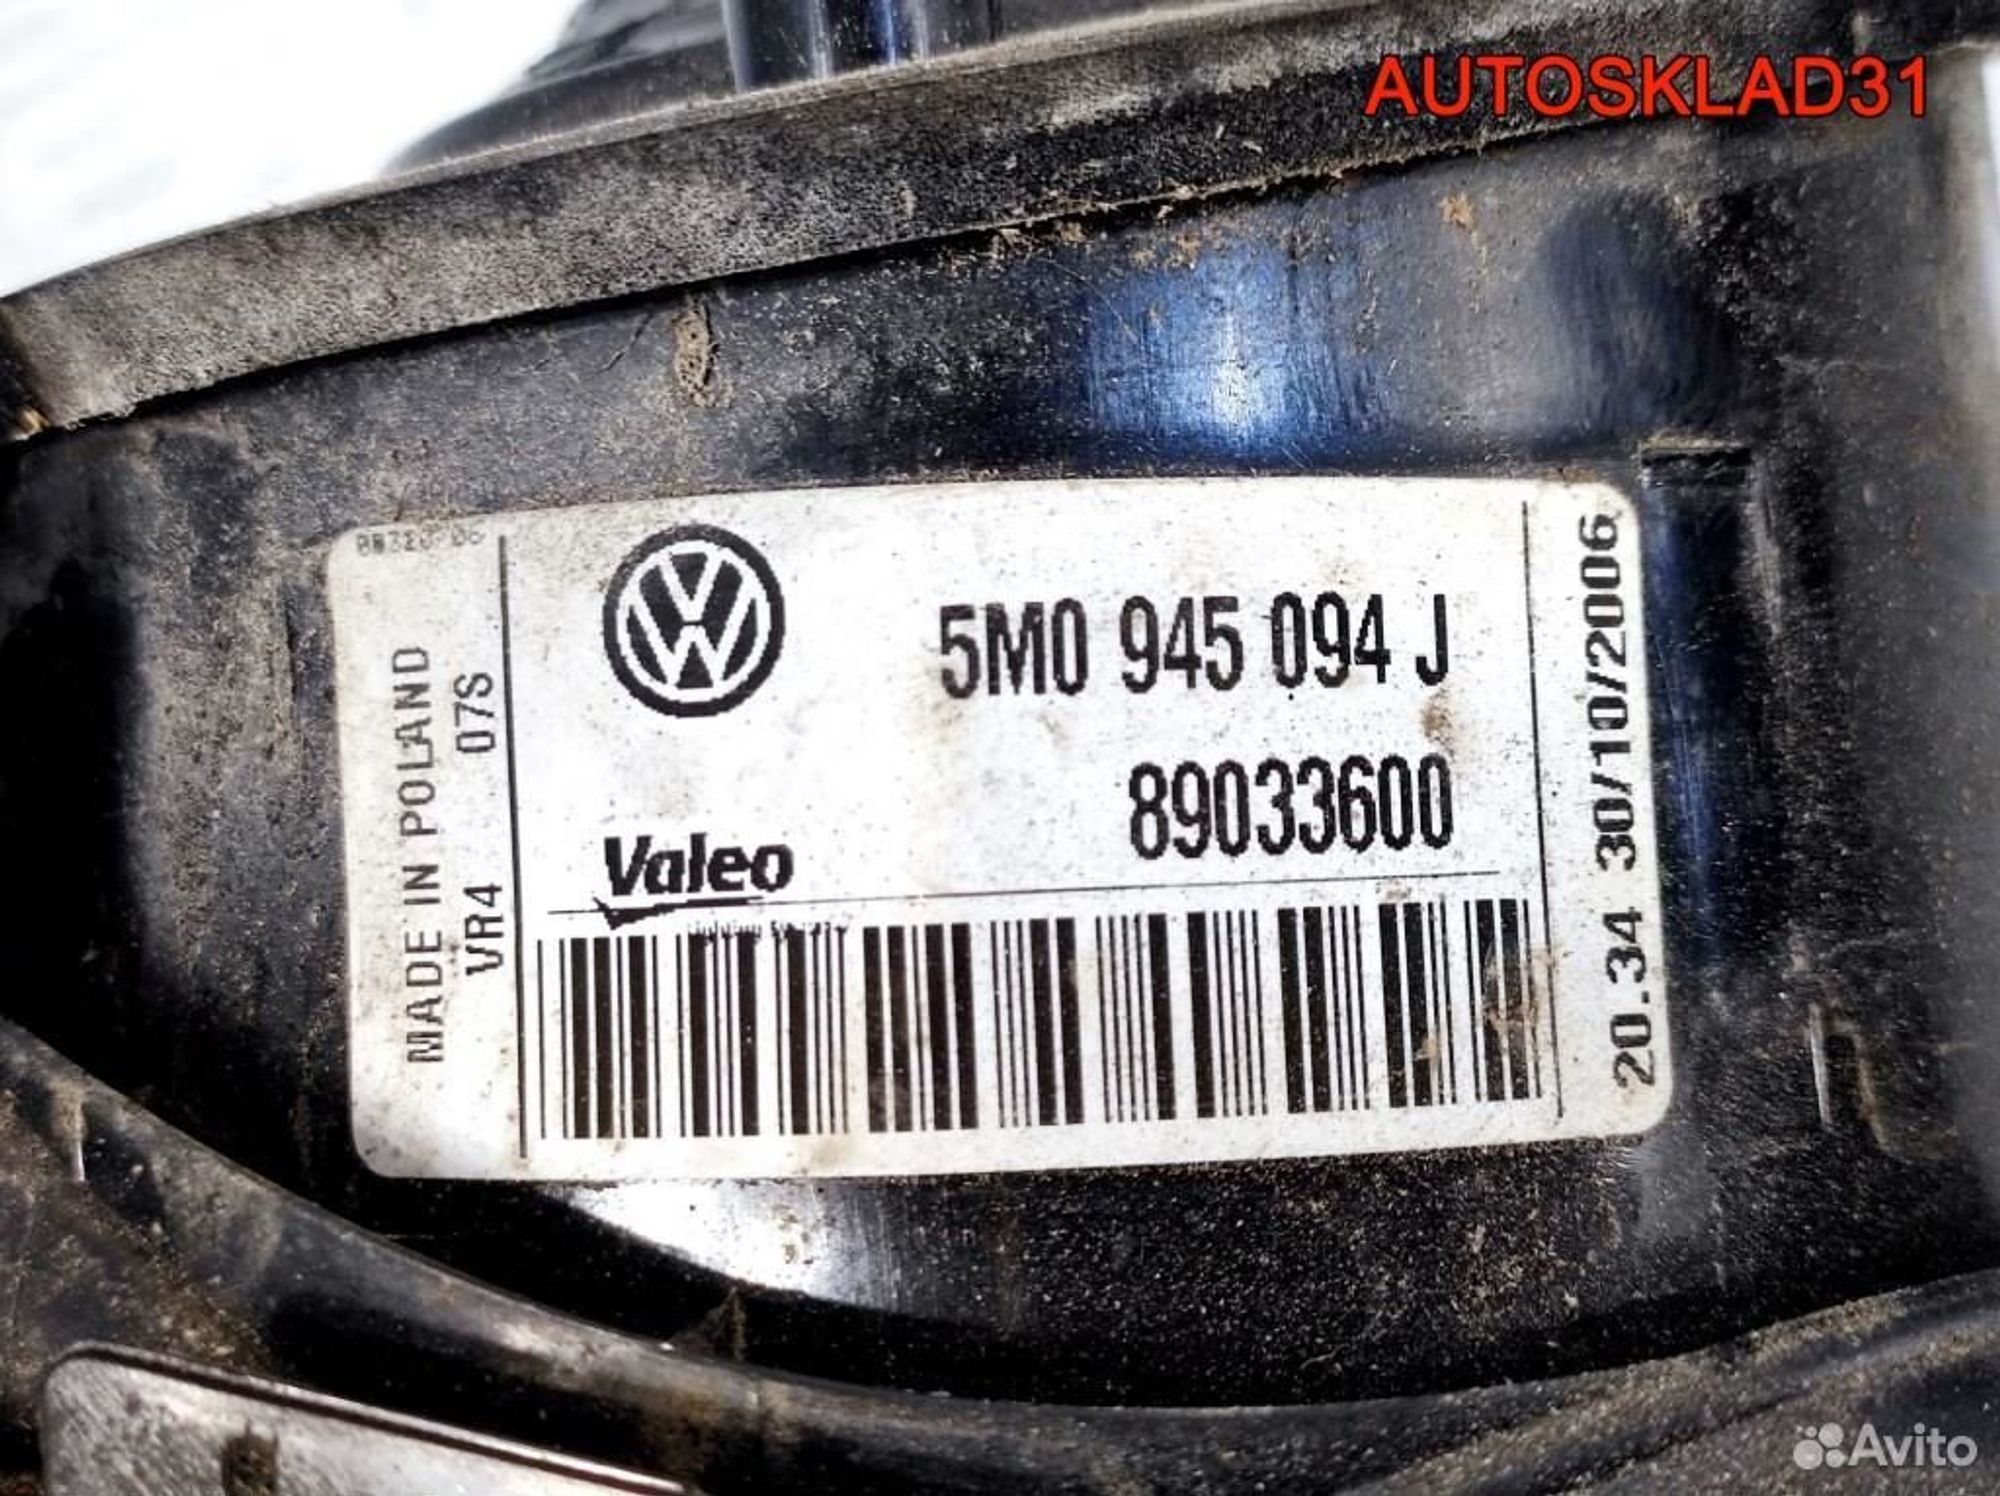 AUTOSKLAD31
MADE IN POLAND
VR4 07S
5M0 945 094 J
89033600
Valeo
20.34 30/10/2006
Avito